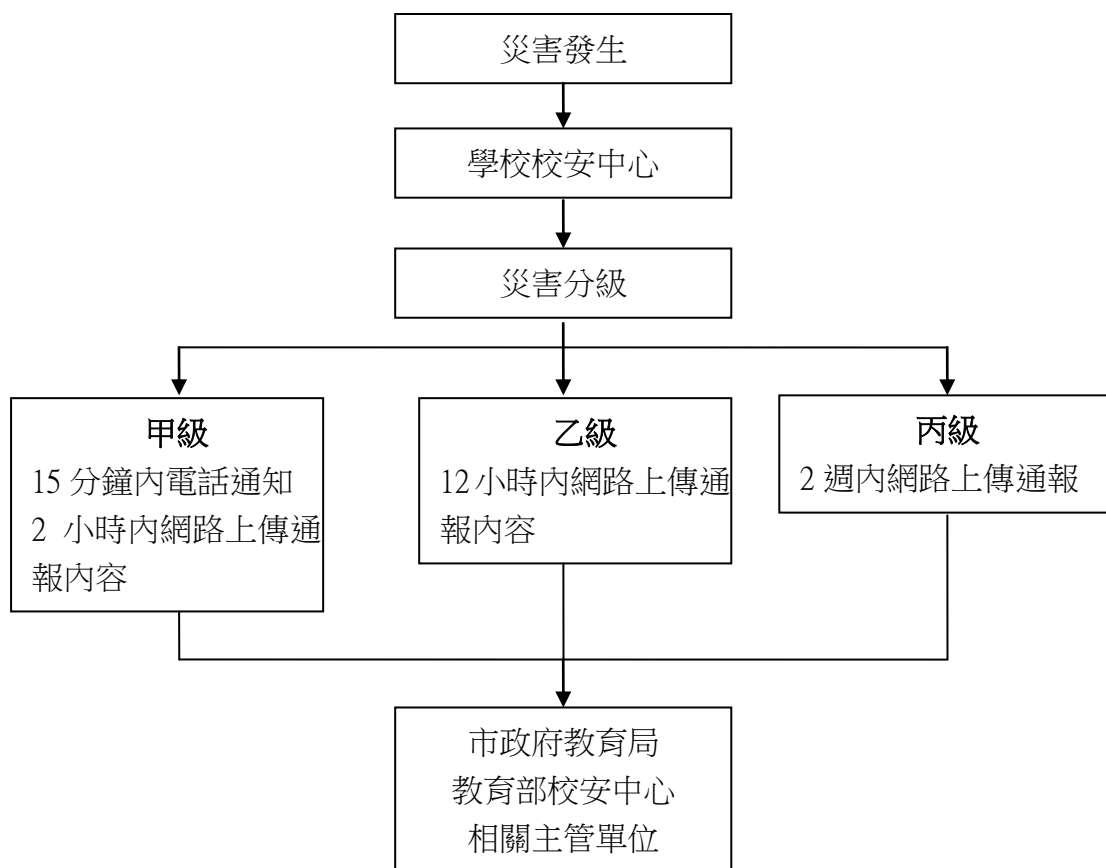 災害發生
學校校安中心
災害分級
甲級
15 分鐘內電話通知
2 小時內網路上傳通
報內容
乙級
12 小時內網路上傳通
報內容
丙級
2 週內網路上傳通報
市政府教育局
教育部校安中心
相關主管單位